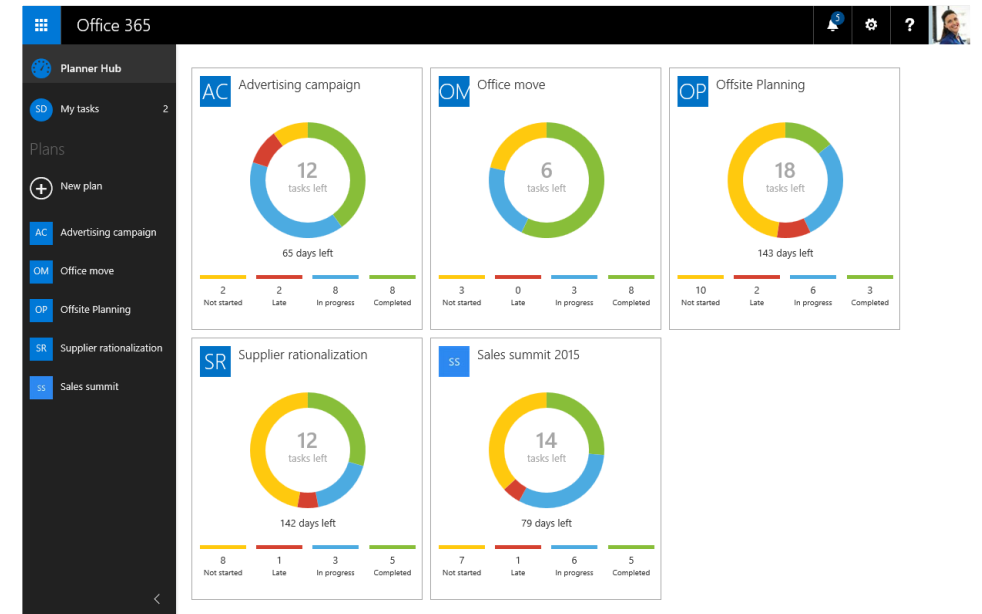 Office 365
5
?
Planner Hub
SD My tasks 2
Plans
New plan
AC Advertising campaign
OM Office move
OP Offsite Planning
SR Supplier rationalization
ss Sales summit
AC Advertising campaign
12
tasks left
65 days left
2 2 8 8
Not started Late In progress Completed
OM Office move
6
tasks left
3 0 3 8
Not started Late In progress Completed
OP Offsite Planning
18
tasks left
143 days left
10 2 6 3
Not started Late In progress Completed
SR Supplier rationalization
12
tasks left
142 days left
8 1 3 5
Not started Late In progress Completed
ss Sales summit 2015
14
tasks left
79 days left
7 1 6 5
Not started Late In progress Completed